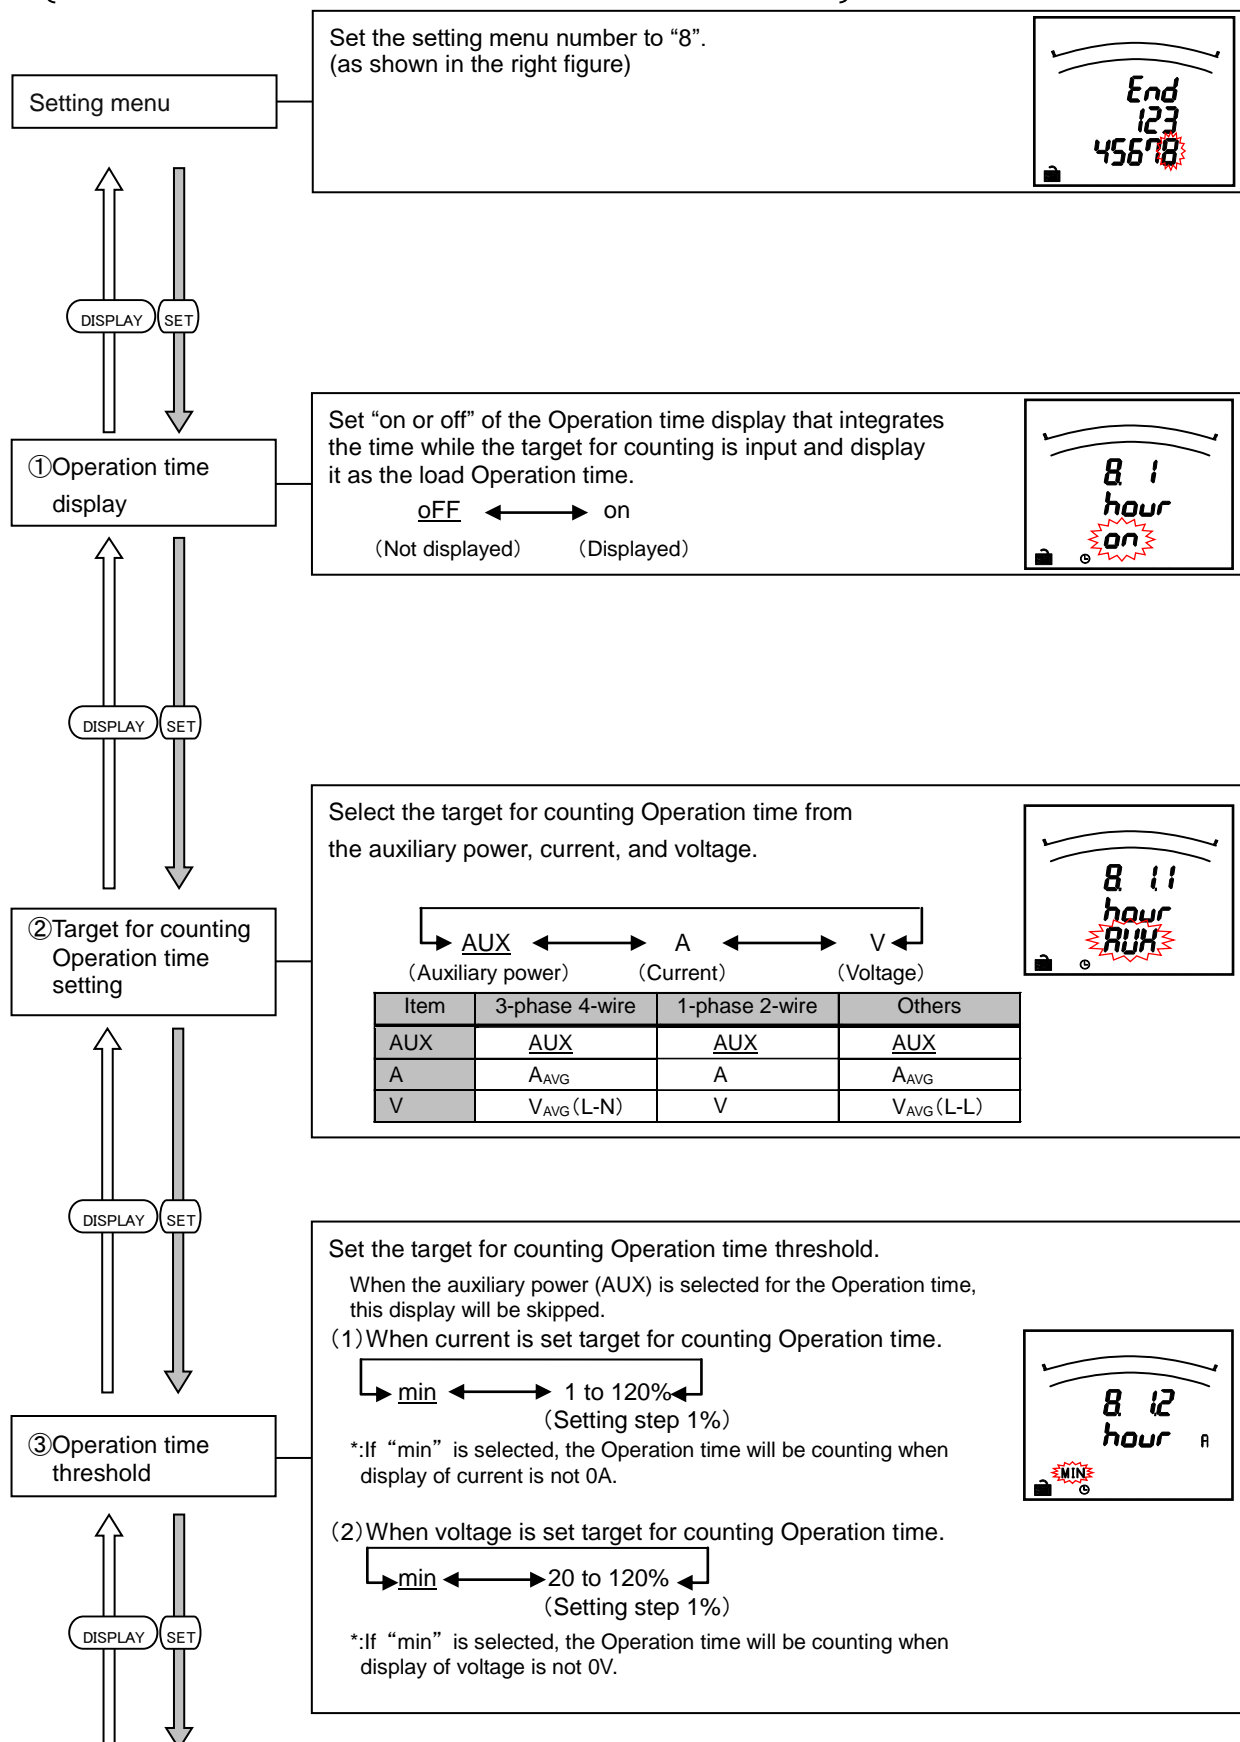 Set the setting menu number to “8”.
(as shown in the right figure)
Setting menu
End
123
45678
DISPLAY SET
Set “on or off” of the Operation time display that integrates
the time while the target for counting is input and display
it as the load Operation time.
oFF on
(Not displayed) (Displayed)
①Operation time
display
8. 1
hour
on
DISPLAY SET
Select the target for counting Operation time from
the auxiliary power, current, and voltage.
AUX A V
(Auxiliary power) (Current) (Voltage)
Item 3-phase 4-wire 1-phase 2-wire Others
AUX AUX AUX AUX
A AAVG A AAVG
V VAVG(L-N) V VAVG(L-L)
②Target for counting
Operation time
setting
8. 1.1
hour
AUX
DISPLAY SET
Set the target for counting Operation time threshold.
When the auxiliary power (AUX) is selected for the Operation time,
this display will be skipped.
(1)When current is set target for counting Operation time.
min 1 to 120%
(Setting step 1%)
*:If “min” is selected, the Operation time will be counting when
display of current is not 0A.
(2)When voltage is set target for counting Operation time.
min 20 to 120%
(Setting step 1%)
*:If “min” is selected, the Operation time will be counting when
display of voltage is not 0V.
③Operation time
threshold
8. 1.2
hour A
MIN
DISPLAY SET